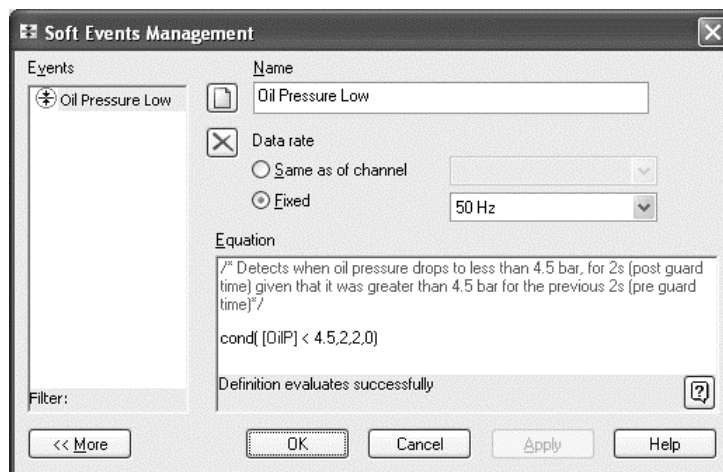 Soft Events Management
Events
Oil Pressure Low
Filter:
Name
Oil Pressure Low
Data rate
Same as of channel
Fixed
50 Hz
Equation
/* Detects when oil pressure drops to less than 4.5 bar, for 2s (post guard
time) given that it was greater than 4.5 bar for the previous 2s (pre guard
time)*/
cond( [OilP] < 4.5,2,2,0)
Definition evaluates successfully
<< More
OK
Cancel
Apply
Help